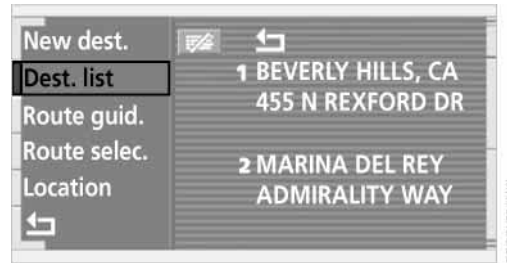 New dest.
Dest. list
Route guid.
Route selec.
Location
1 BEVERLY HILLS, CA
455 N REXFORD DR
2 MARINA DEL REY
ADMIRALITY WAY